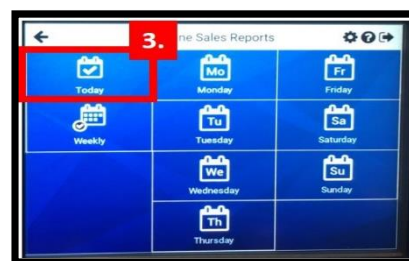 3.
ne Sales Reports
Today
Mo
Monday
Fr
Friday
Weekly
Tu
Tuesday
Sa
Saturday
We
Wednesday
Su
Sunday
Th
Thursday